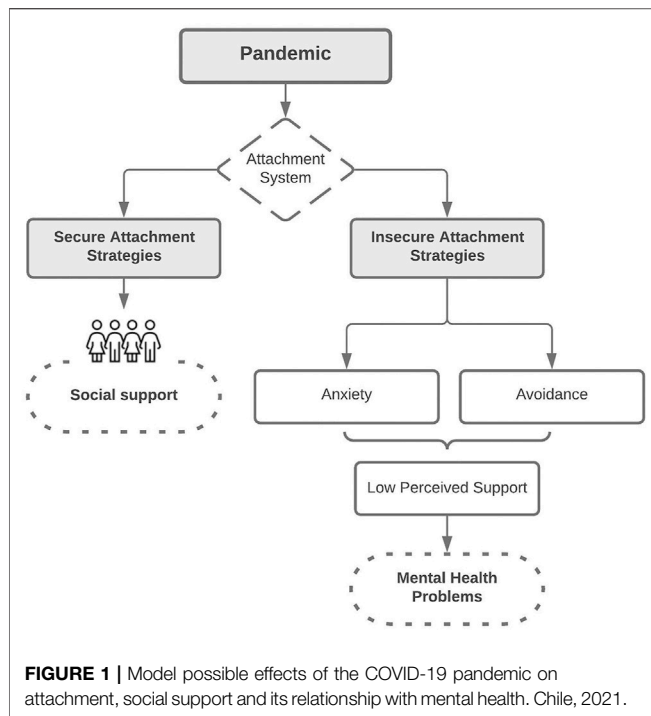 Pandemic
Attachment
System
Secure Attachment
Strategies
Insecure Attachment
Strategies
Social support
Anxiety
Avoidance
Low Perceived Support
Mental Health
Problems
FIGURE 1 | Model possible effects of the COVID-19 pandemic on
attachment, social support and its relationship with mental health. Chile, 2021.